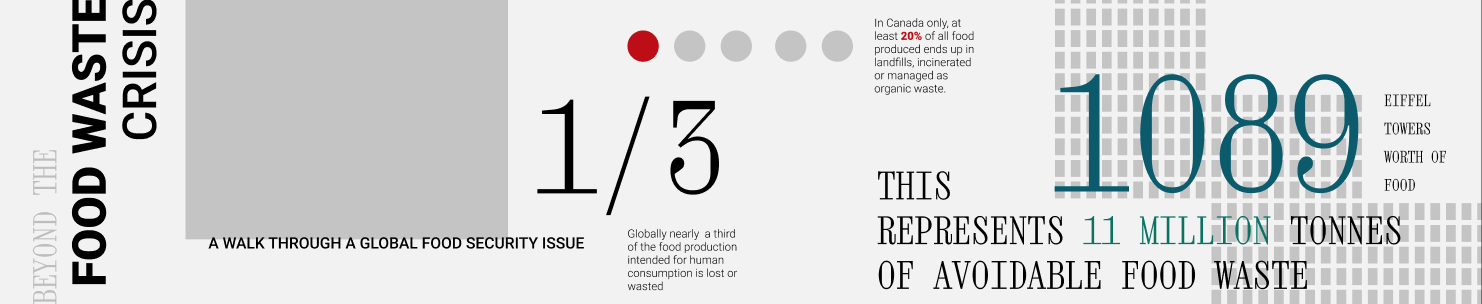 BEYOND THE
FOOD WASTE
CRISIS
A WALK THROUGH A GLOBAL FOOD SECURITY ISSUE
1/3
Globally nearly a third
of the food production
intended for human
consumption is lost or
wasted
In Canada only, at
least 20% of all food
produced ends up in
landfills, incinerated
or managed as
organic waste.
1089
EIFFEL
TOWERS
WORTH OF
FOOD
THIS
REPRESENTS 11 MILLION TONNES
OF AVOIDABLE FOOD WASTE